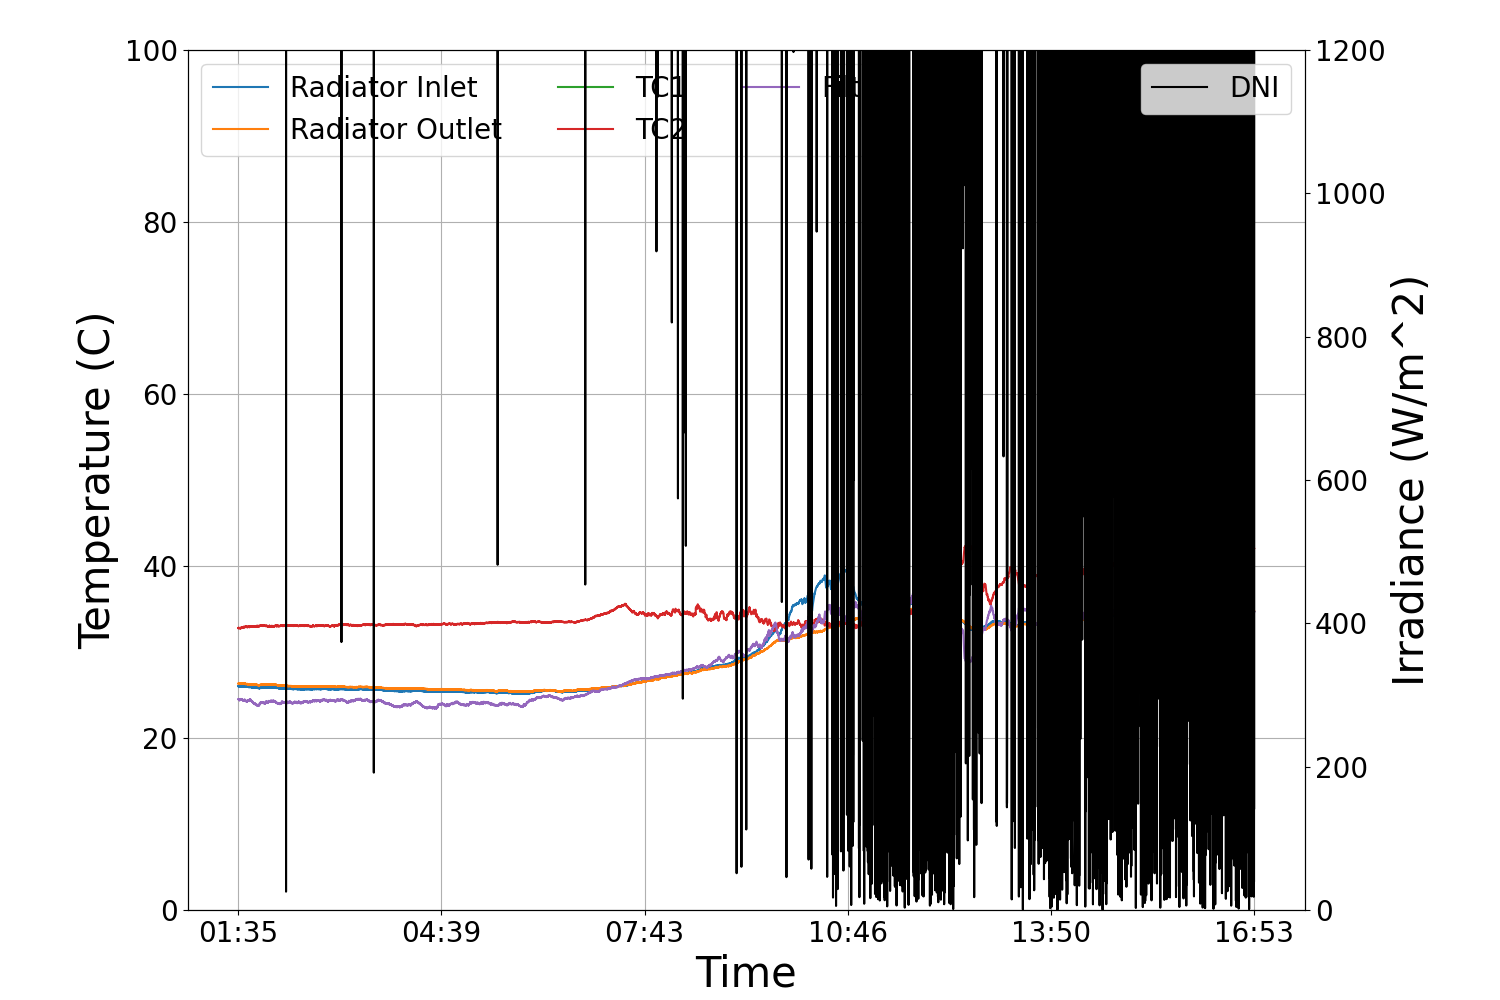 100
80
60
40
20
0
Temperature (C)
Radiator Inlet
Radiator Outlet
TC1
TC2
DNI
1200
1000
800
600
400
200
0
Irradiance (W/m^2)
01:35 04:39 07:43 10:46 13:50 16:53
Time